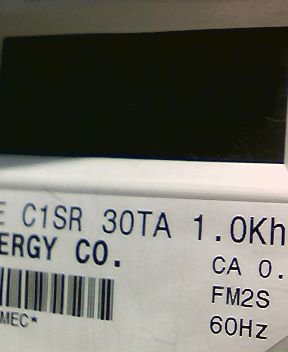 E C1SR 30TA 1.0Kh
ERGY CO.
CA 0.
FM2S
60Hz
MEC*